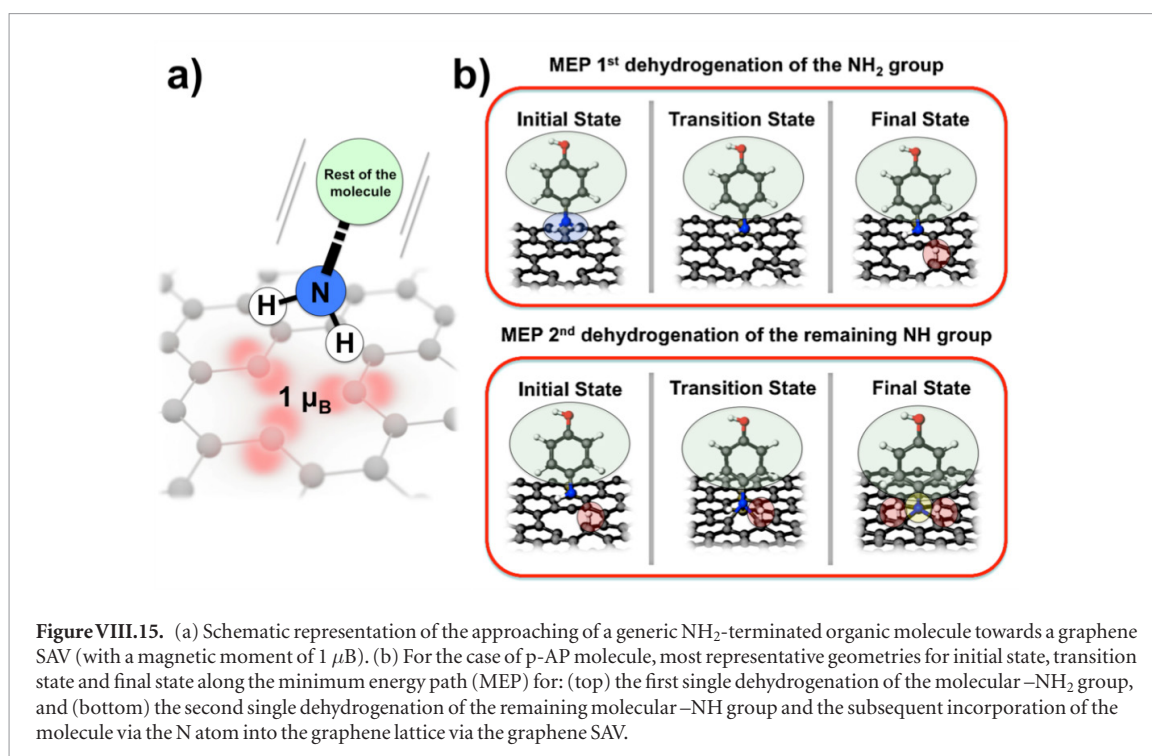 a)
Rest of the
molecule
N
H
H
1 μB
b)
MEP 1st dehydrogenation of the NH2 group
Initial State
Transition State
Final State
MEP 2nd dehydrogenation of the remaining NH group
Initial State
Transition State
Final State
Figure VIII.15. (a) Schematic representation of the approaching of a generic NH2-terminated organic molecule towards a graphene
SAV (with a magnetic moment of 1 μB). (b) For the case of p-AP molecule, most representative geometries for initial state, transition
state and final state along the minimum energy path (MEP) for: (top) the first single dehydrogenation of the molecular –NH2 group,
and (bottom) the second single dehydrogenation of the remaining molecular –NH group and the subsequent incorporation of the
molecule via the N atom into the graphene lattice via the graphene SAV.